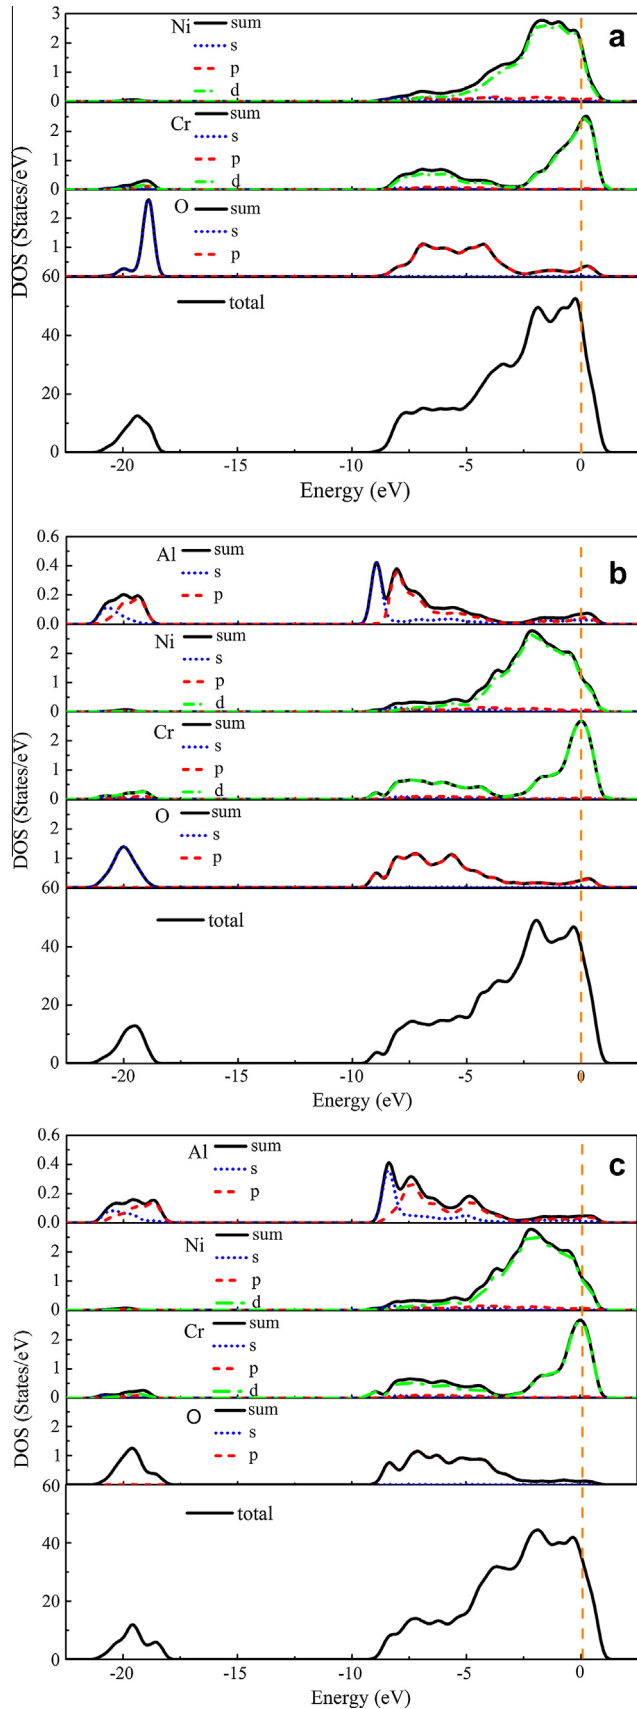 a
3
Ni
sum
2
s
1
p
0
d
Cr
sum
2
s
1
p
0
d
O
sum
2
s
1
p
60
total
40
20
0
-20 -15 -10 -5 0
Energy (eV)
DOS (States/eV)
b
0.6
Al
sum
0.4
s
0.2
p
0.0
Ni
sum
2
s
1
p
0
d
Cr
sum
2
s
1
p
0
d
O
sum
2
s
1
p
60
total
40
20
0
-20 -15 -10 -5 0
Energy (eV)
DOS (States/eV)
c
0.6
Al
sum
0.4
s
0.2
p
0.0
Ni
sum
2
s
1
p
0
d
Cr
sum
2
s
1
p
0
d
O
sum
2
s
1
p
60
total
40
20
0
-20 -15 -10 -5 0
Energy (eV)
DOS (States/eV)